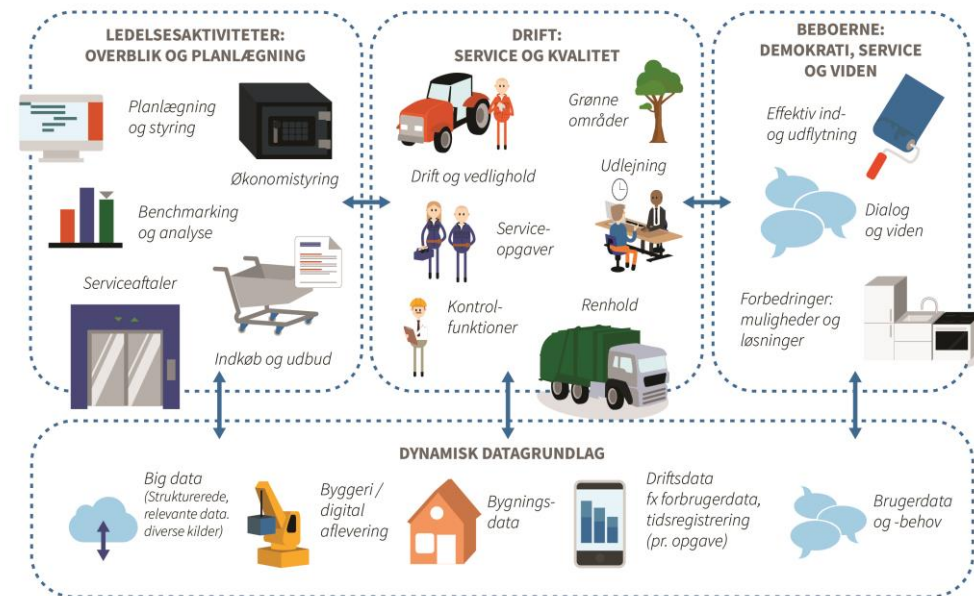 LEDELSESAKTIVITETER:
OVERBLIK OG PLANLÆGNING
Planlægning
og styring
Økonomistyring
Benchmarking
og analyse
Serviceaftaler
Indkøb og udbud
DRIFT:
SERVICE OG KVALITET
Grønne
områder
Drift og vedlighold
Udlejning
Service-
opgaver
Kontrol-
funktioner
Renhold
BEBOERNE:
DEMOKRATI, SERVICE
OG VIDEN
Effektiv ind-
og udflytning
Dialog
og viden
Forbedringer:
muligheder og
løsninger
DYNAMISK DATAGRUNDLAG
Big data
(Strukturerede,
relevante data.
diverse kilder)
Byggeri /
digital
aflevering
Bygnings-
data
Driftsdata
fx forbrugerdata,
tidsregistrering
(pr. opgave)
Brugerdata
og -behov